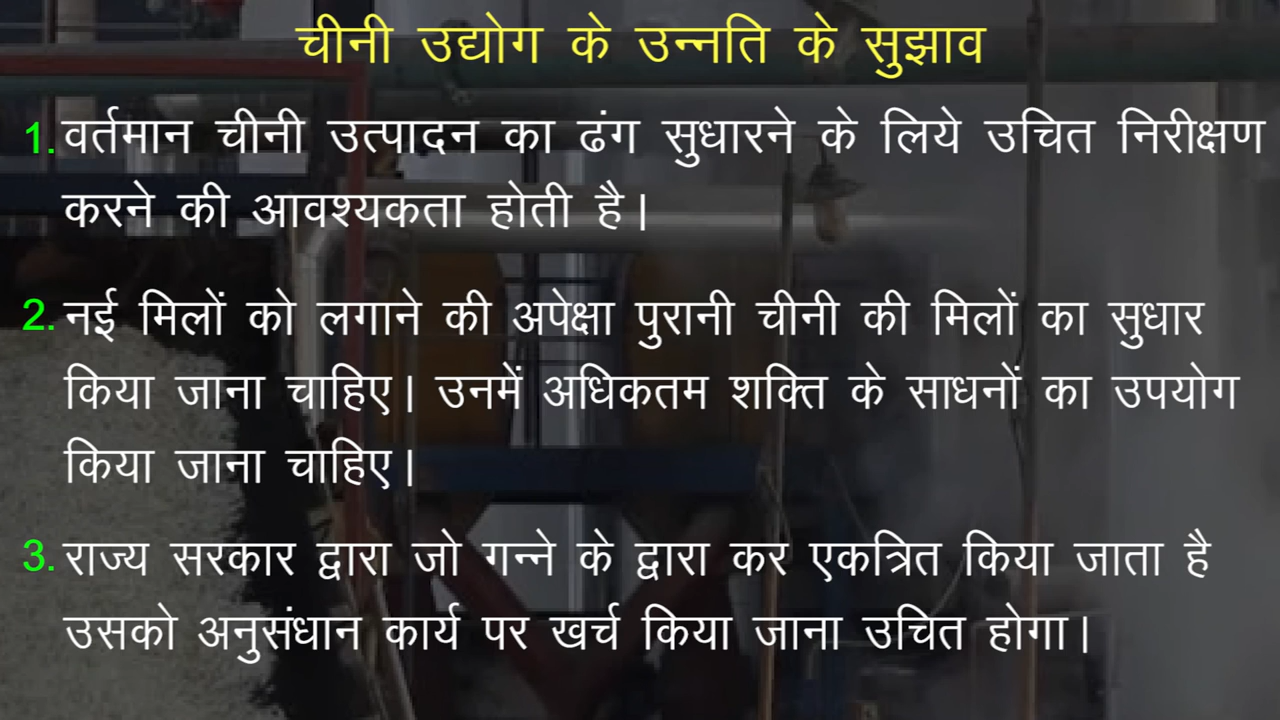 चीनी उद्योग के उन्नति के सुझाव
1. वर्तमान चीनी उत्पादन का ढंग सुधारने के लिये उचित निरीक्षण
करने की आवश्यकता होती है।
2. नई मिलों को लगाने की अपेक्षा पुरानी चीनी की मिलों का सुधार
किया जाना चाहिए। उनमें अधिकतम शक्ति के साधनों का उपयोग
किया जाना चाहिए।
3. राज्य सरकार द्वारा जो गन्ने के द्वारा कर एकत्रित किया जाता है
उसको अनुसंधान कार्य पर खर्च किया जाना उचित होगा।